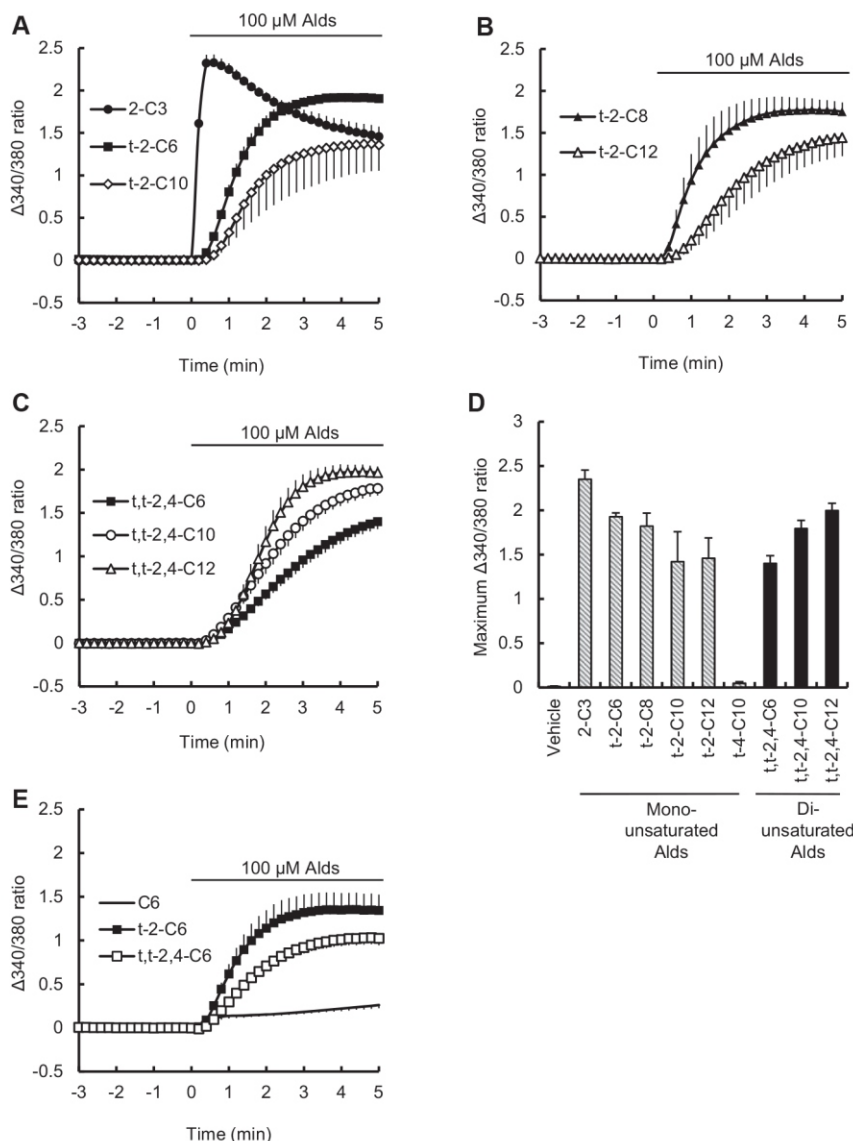 A
100 µM Alds
2.5
2
1.5
1
0.5
0
-0.5
Δ340/380 ratio
2-C3
t-2-C6
t-2-C10
-3 -2 -1 0 1 2 3 4 5
Time (min)
B
100 µM Alds
2.5
2
1.5
1
0.5
0
-0.5
Δ340/380 ratio
t-2-C8
t-2-C12
-3 -2 -1 0 1 2 3 4 5
Time (min)
C
100 µM Alds
2.5
2
1.5
1
0.5
0
-0.5
Δ340/380 ratio
t,t-2,4-C6
t,t-2,4-C10
t,t-2,4-C12
-3 -2 -1 0 1 2 3 4 5
Time (min)
D
3
2.5
2
1.5
1
0.5
0
Maximum Δ340/380 ratio
Vehicle
2-C3
t-2-C6
t-2-C8
t-2-C10
t-2-C12
t-4-C10
t,t-2,4-C6
t,t-2,4-C10
t,t-2,4-C12
Mono-
unsaturated
Alds
Di-
unsaturated
Alds
E
100 µM Alds
2.5
2
1.5
1
0.5
0
-0.5
Δ340/380 ratio
C6
t-2-C6
t,t-2,4-C6
-3 -2 -1 0 1 2 3 4 5
Time (min)